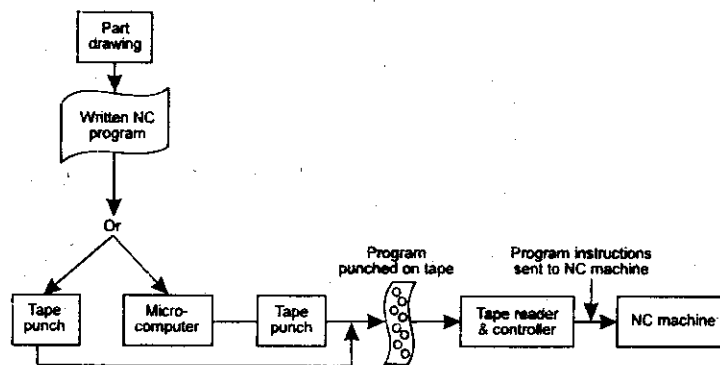 Part
drawing
Written NC
program
Or
Program
punched on tape
Program instructions
sent to NC machine
Tape
punch
Micro-
computer
Tape
punch
Tape reader
& controller
NC machine